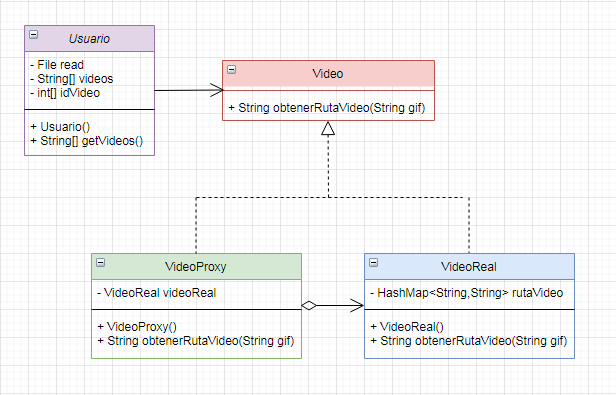 Usuario
- File read
- String[] videos
- int[] idVideo
+ Usuario()
+ String[] getVideos()
Video
+ String obtenerRutaVideo(String gif)
VideoProxy
- VideoReal videoReal
+ VideoProxy()
+ String obtenerRutaVideo(String gif)
VideoReal
- HashMap<String,String> rutaVideo
+ VideoReal()
+ String obtenerRutaVideo(String gif)